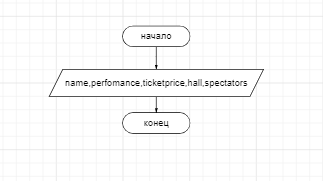 начало
name,perfomance,ticketprice,hall,spectators
конец